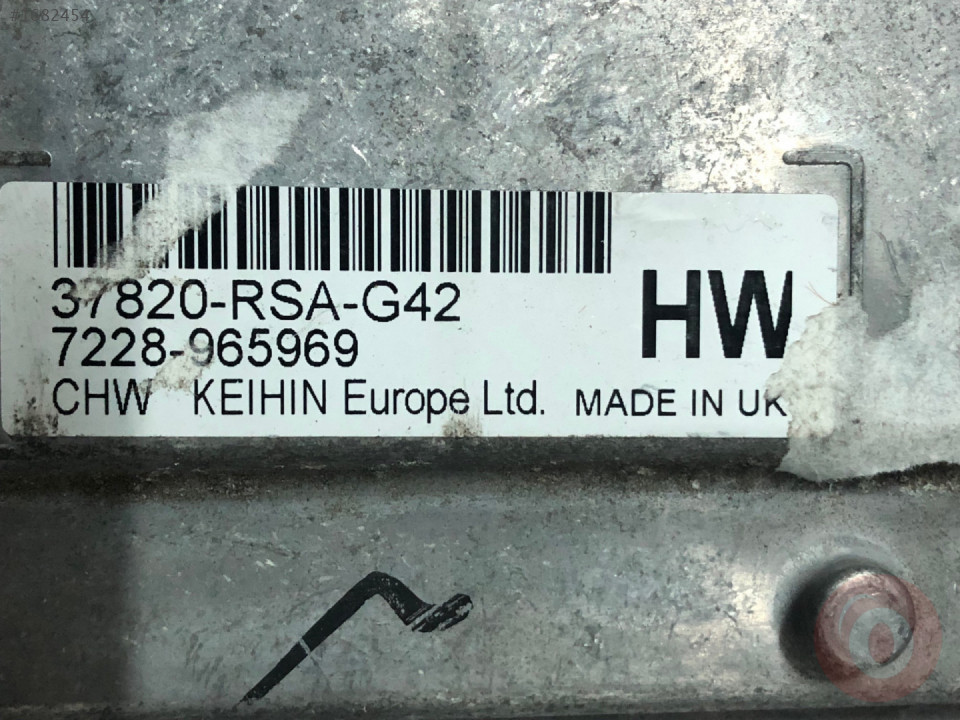 37820-RSA-G42
7228-965969
HW
CHW KEIHIN Europe Ltd. MADE IN UK